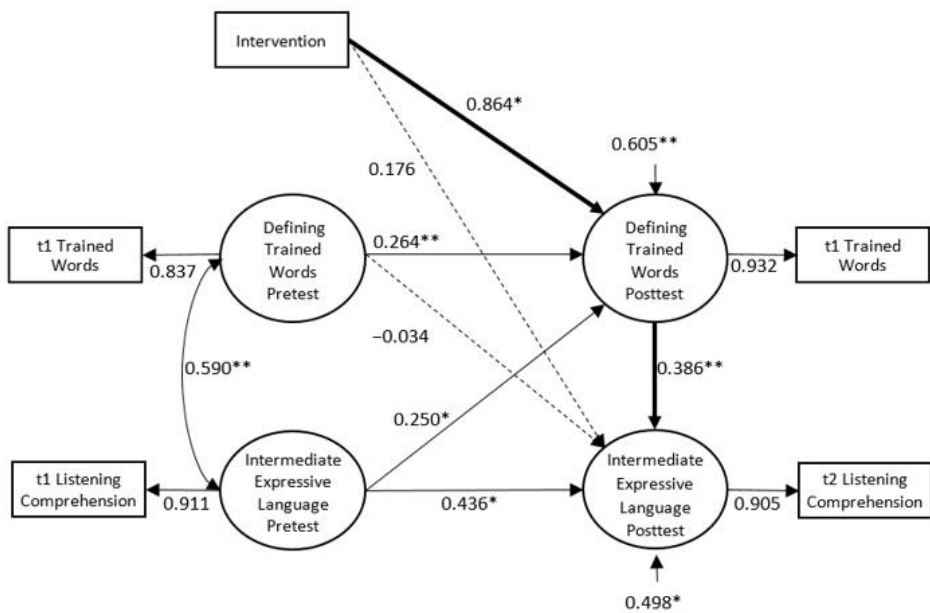 Intervention
0.864*
0.605**
0.176
Defining
Trained
Words
Pretest
Defining
Trained
Words
Posttest
t1 Trained
Words
0.837
0.264**
0.932
t1 Trained
Words
−0.034
0.590**
0.386**
0.250*
Intermediate
Expressive
Language
Pretest
Intermediate
Expressive
Language
Posttest
t1 Listening
Comprehension
0.911
0.436*
0.905
t2 Listening
Comprehension
0.498*